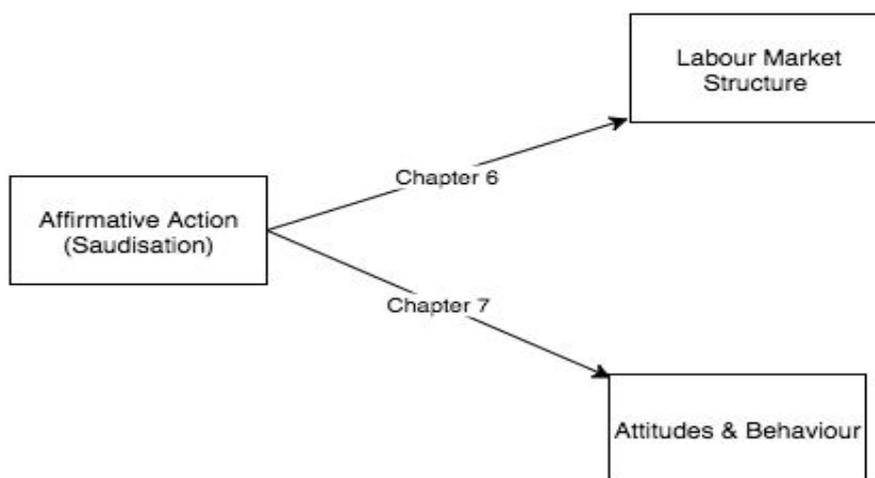 Labour Market
Structure
Chapter 6
Affirmative Action
(Saudisation)
Chapter 7
Attitudes & Behaviour